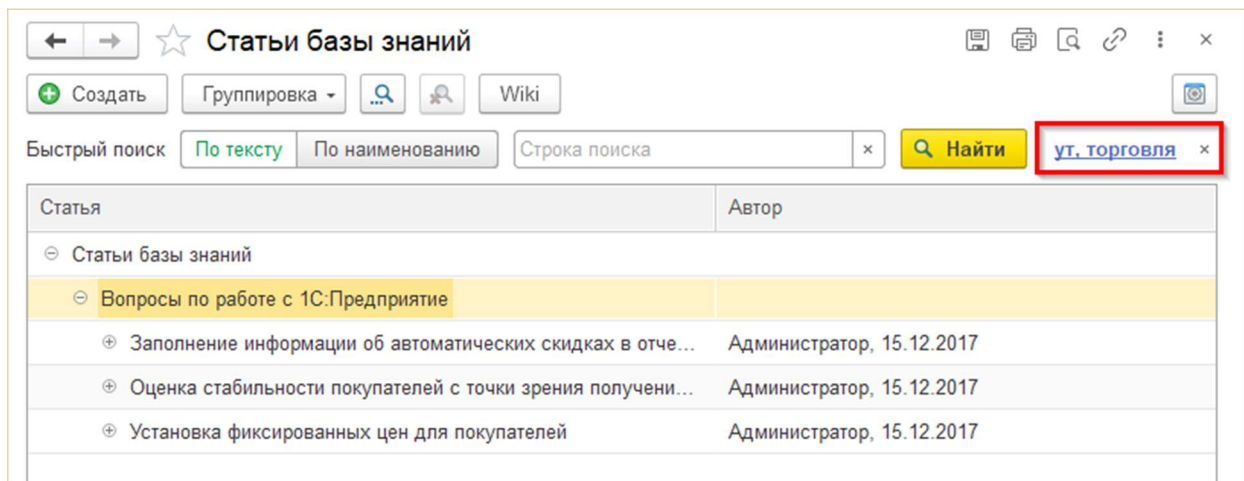 Статьи базы знаний
Создать Группировка Wiki
Быстрый поиск По тексту По наименованию Строка поиска × Найти ут, торговля ×
Статья Автор
Статьи базы знаний
Вопросы по работе с 1С:Предприятие
Заполнение информации об автоматических скидках в отче... Администратор, 15.12.2017
Оценка стабильности покупателей с точки зрения получени... Администратор, 15.12.2017
Установка фиксированных цен для покупателей Администратор, 15.12.2017